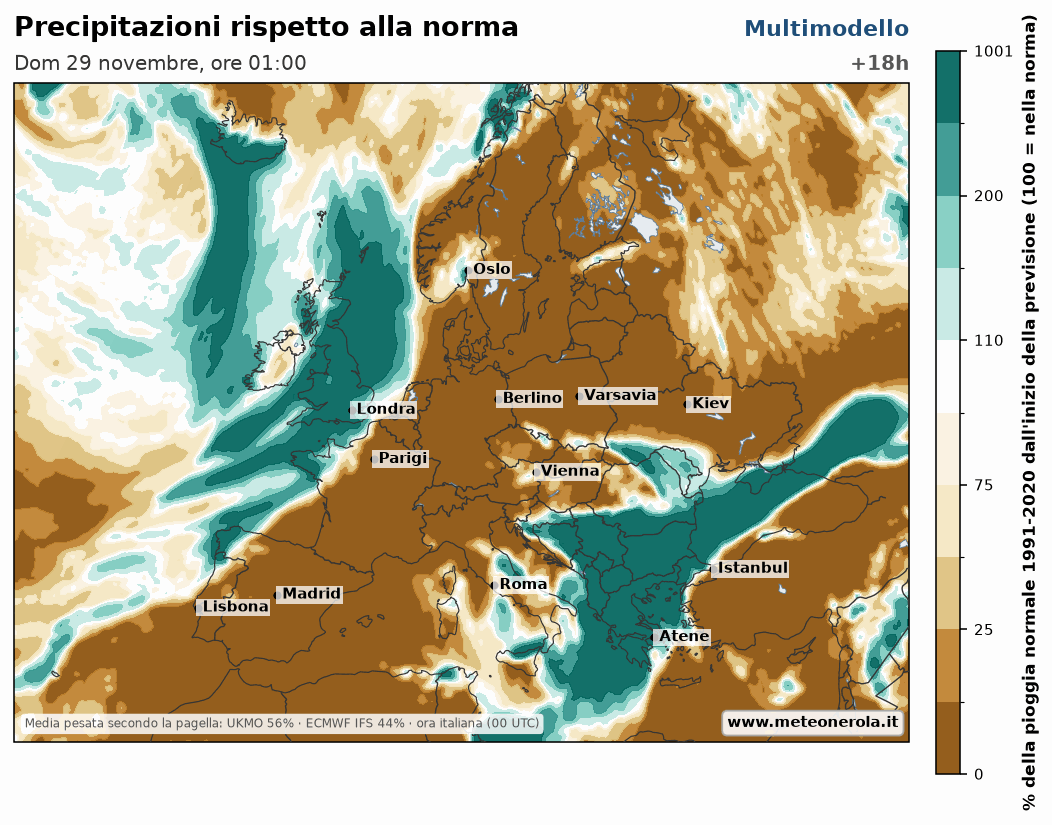 Precipitazioni rispetto alla norma
Multimodello
Dom 29 novembre, ore 01:00
+18h
1001
200
110
75
25
0
% della pioggia normale 1991-2020 dall'inizio della previsione (100 = nella norma)
Oslo
Londra
Berlino
Varsavia
Kiev
Parigi
Vienna
Istanbul
Roma
Madrid
Lisbona
Atene
Media pesata secondo la pagella: UKMO 56% · ECMWF IFS 44% · ora italiana (00 UTC)
www.meteonerola.it